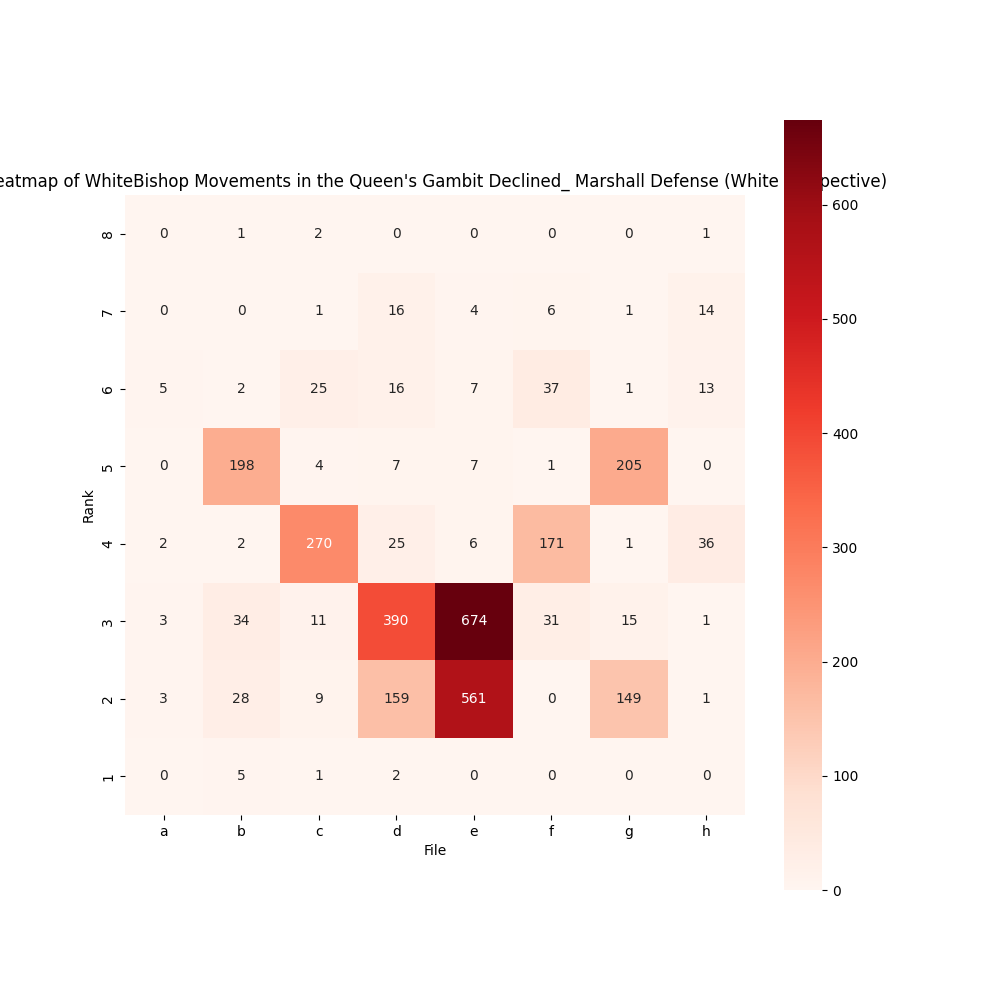 eatmap of WhiteBishop Movements in the Queen's Gambit Declined_ Marshall Defense (White pective)
8 0 1 2 0 0 0 0 1
7 0 0 1 16 4 6 1 14
6 5 2 25 16 7 37 1 13
5 0 198 4 7 7 1 205 0
4 2 2 270 25 6 171 1 36
3 3 34 11 390 674 31 15 1
2 3 28 9 159 561 0 149 1
1 0 5 1 2 0 0 0 0
a b c d e f g h
File
Rank
600
500
400
300
200
100
0